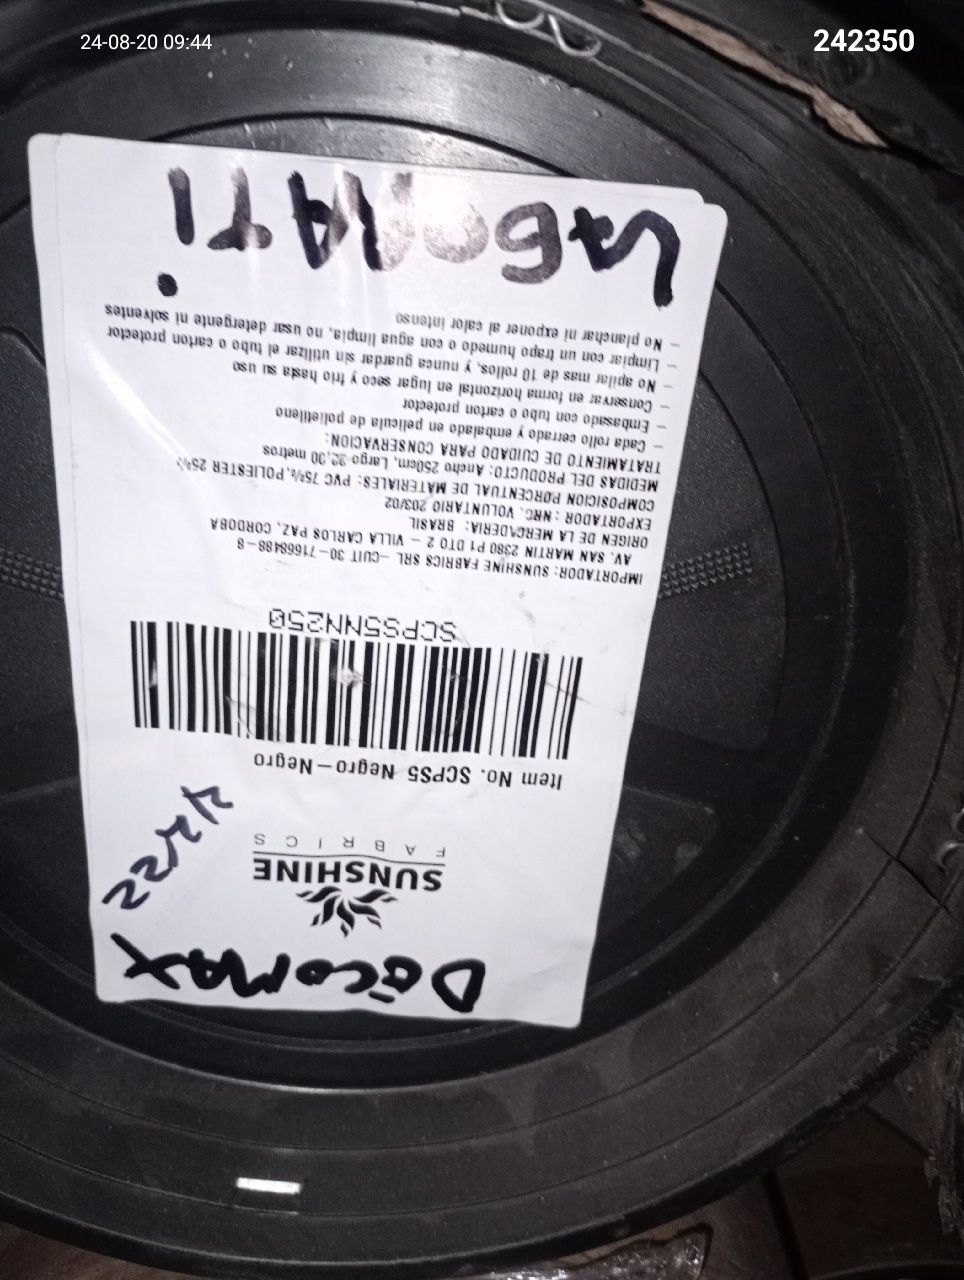 24-08-20 09:44
242350
DecoMAX
SUNSHINE
FABRICS
Item No. SCPS5 Negro-Negro
SCPS5NN250
IMPORTADOR: SUNSHINE FABRICS SRL -CUIT 30-71668488-8
AV. SAN MARTIN 2380 P1 DTO 2 - VILLA CARLOS PAZ, CORDOBA
ORIGEN DE LA MERCADERIA: BRASIL
EXPORTADOR: NRG. VOLUNTARIO 203/02
COMPOSICION PORCENTUAL DE MATERIALES: PVC 75%, POLIESTER 25%
MEDIDAS DEL PRODUCTO: Ancho 250cm, Largo 22,00 metros
TRATAMIENTO DE CUIDADO PARA CONSERVACION:
- Cada rollo cerrado y embalado en pelicula de polietileno
- Embassado con tubo o carton protector
- Conservar en forma horizontal en lugar seco y frio hasta su uso
- No apilar mas de 10 rollos, y nunca guardar sin utilizar el tubo o carton protector
- Limpiar con un trapo humedo o con agua limpia, no usar detergente ni solventes
- No planchar ni exponer al calor intenso